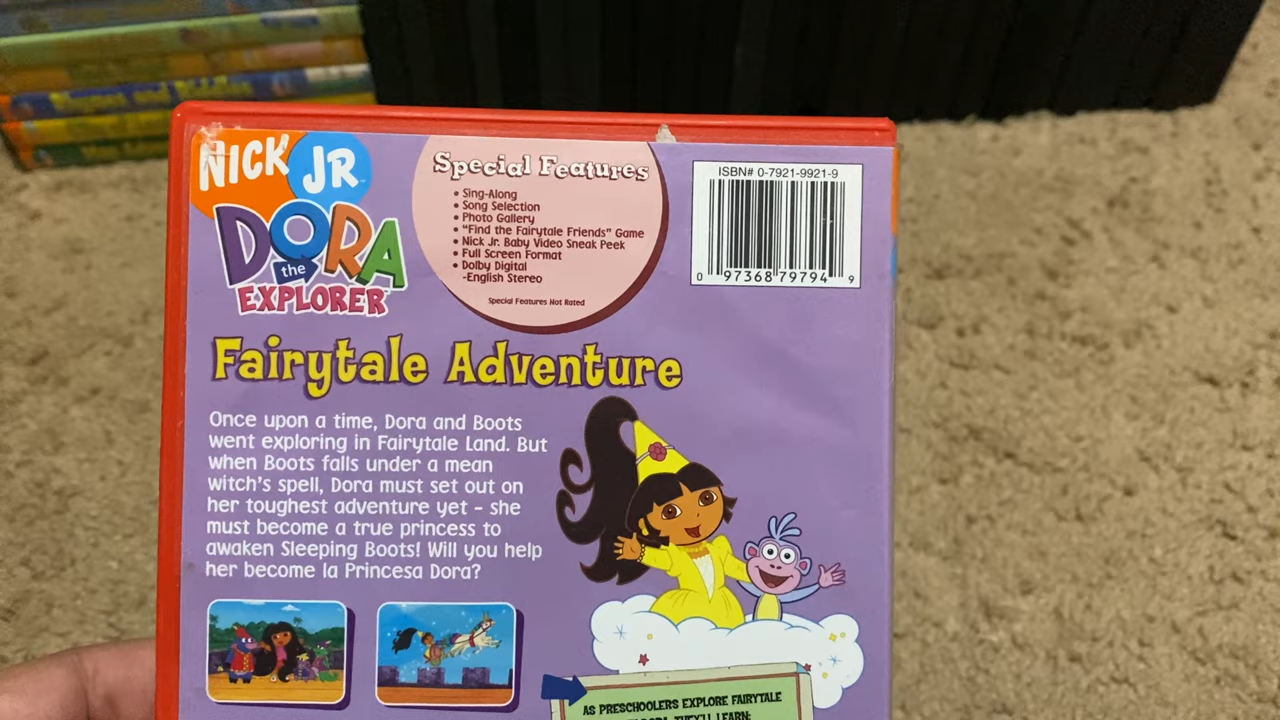 NICK JR
DORA
the
EXPLORER
Special Features
• Sing-Along
• Song Selection
• Photo Gallery
• "Find the Fairytale Friends" Game
• Nick Jr. Baby Video Sneak Peek
• Full Screen Format
• Dolby Digital
-English Stereo
Special Features Not Rated
ISBN# 0-7921-9921-9
0 97368 79794 9
Fairytale Adventure
Once upon a time, Dora and Boots
went exploring in Fairytale Land. But
when Boots falls under a mean
witch's spell, Dora must set out on
her toughest adventure yet – she
must become a true princess to
awaken Sleeping Boots! Will you help
her become la Princesa Dora?
AS PRESCHOOLERS EXPLORE FAIRYTALE
DORA, THEY'LL LEARN: